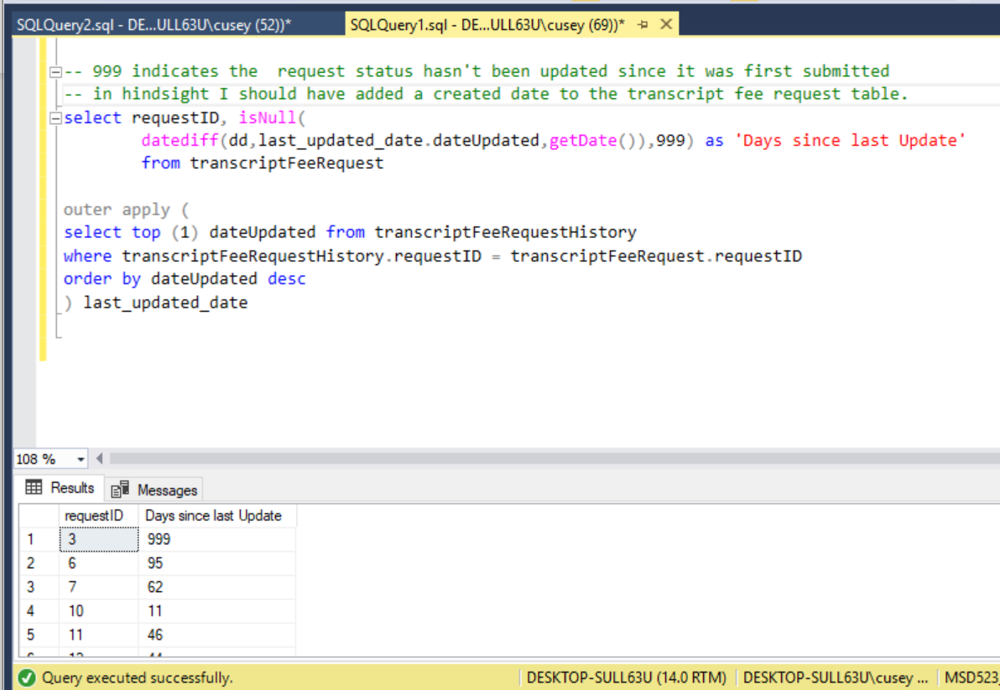 SQLQuery2.sql - DE...ULL63U\cusey (52))*
SQLQuery1.sql - DE...ULL63U\cusey (69))*
-- 999 indicates the  request status hasn't been updated since it was first submitted
-- in hindsight I should have added a created date to the transcript fee request table.
select requestID, isNull(
datediff(dd,last_updated_date.dateUpdated,getDate()),999) as 'Days since last Update'
from transcriptFeeRequest
outer apply (
select top (1) dateUpdated from transcriptFeeRequestHistory
where transcriptFeeRequestHistory.requestID = transcriptFeeRequest.requestID
order by dateUpdated desc
) last_updated_date
108 %
Results Messages
requestID Days since last Update
1 3 999
2 6 95
3 7 62
4 10 11
5 11 46
Query executed successfully. DESKTOP-SULL63U (14.0 RTM) DESKTOP-SULL63U\cusey ... MSD523